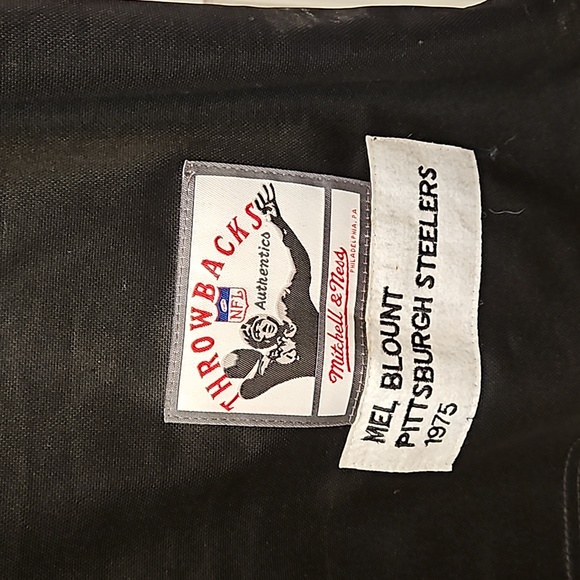 THROWBACKS
NFL
Authentics
Mitchell & Ness
PHILADELPHIA, PA
MEL BLOUNT
PITTSBURGH STEELERS
1975